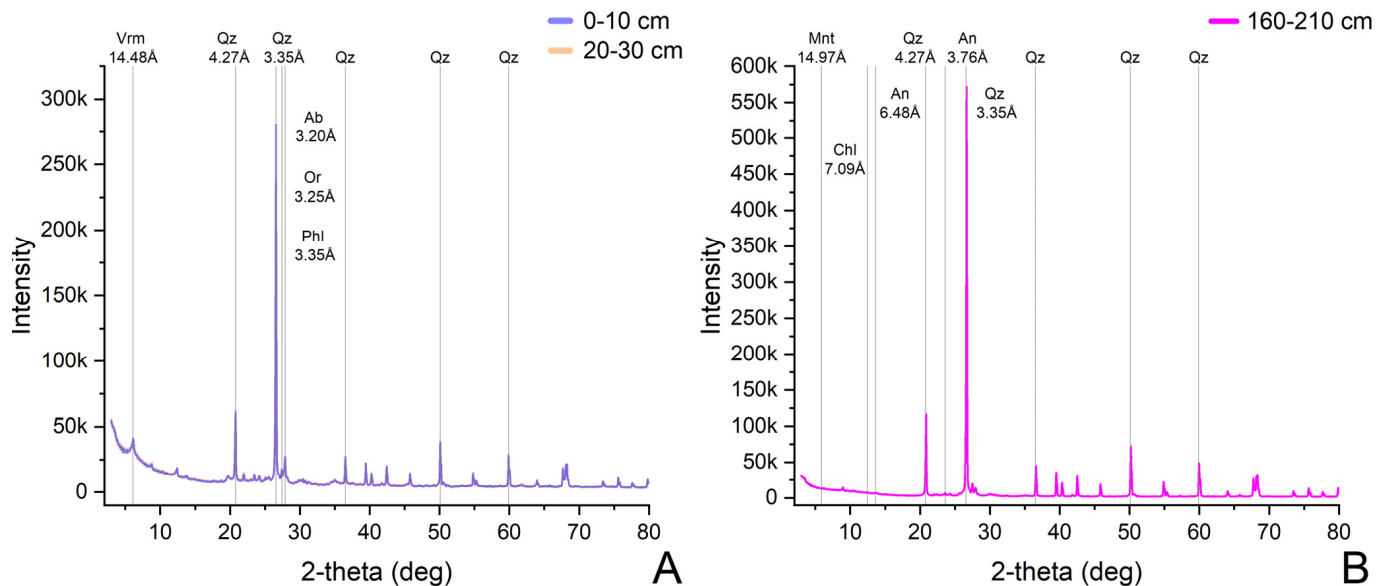 0-10 cm
20-30 cm
Vrm
14.48Å
Qz
4.27Å
Qz
3.35Å
Qz
Qz
Qz
Ab
3.20Å
Or
3.25Å
Phl
3.35Å
300k
250k
200k
150k
100k
50k
0
Intensity
10 20 30 40 50 60 70 80
2-theta (deg)
A
160-210 cm
Mnt
14.97Å
Qz
4.27Å
An
3.76Å
Qz
Qz
Qz
An
6.48Å
Qz
3.35Å
Chl
7.09Å
600k
550k
500k
450k
400k
350k
300k
250k
200k
150k
100k
50k
0
Intensity
10 20 30 40 50 60 70 80
2-theta (deg)
B